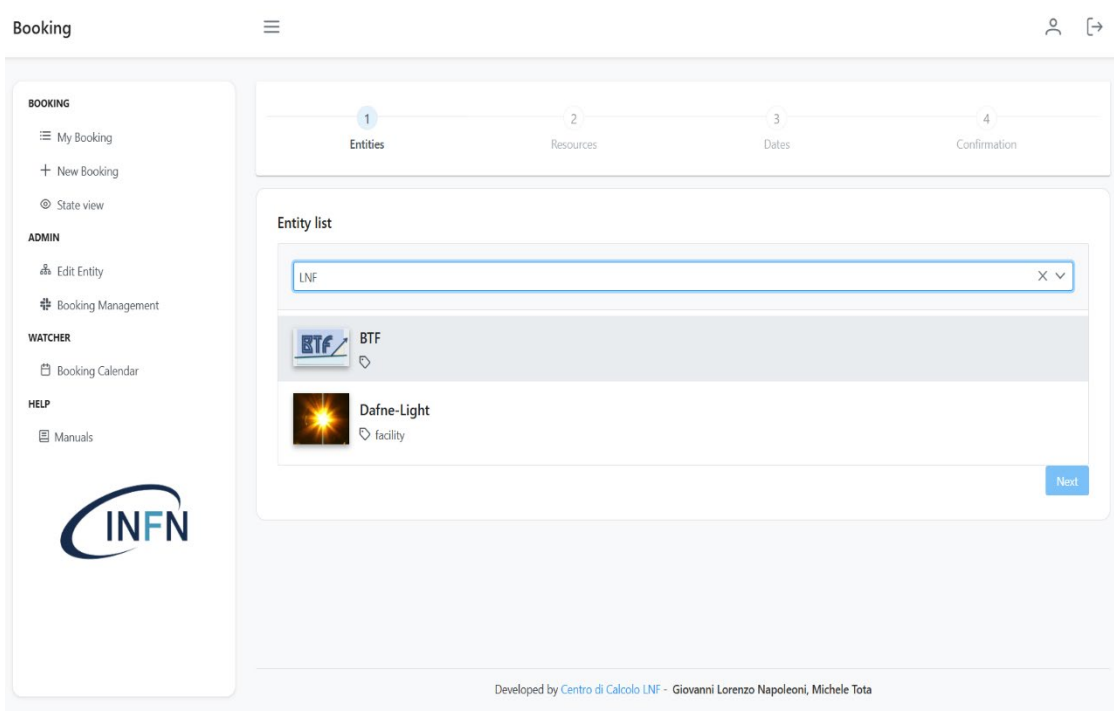 Booking
BOOKING
My Booking
New Booking
State view
ADMIN
Edit Entity
Booking Management
WATCHER
Booking Calendar
HELP
Manuals
INFN
1
Entities
2
Resources
3
Dates
4
Confirmation
Entity list
LNF
BTF
BTF
Dafne-Light
facility
Next
Developed by Centro di Calcolo LNF - Giovanni Lorenzo Napoleoni, Michele Tota